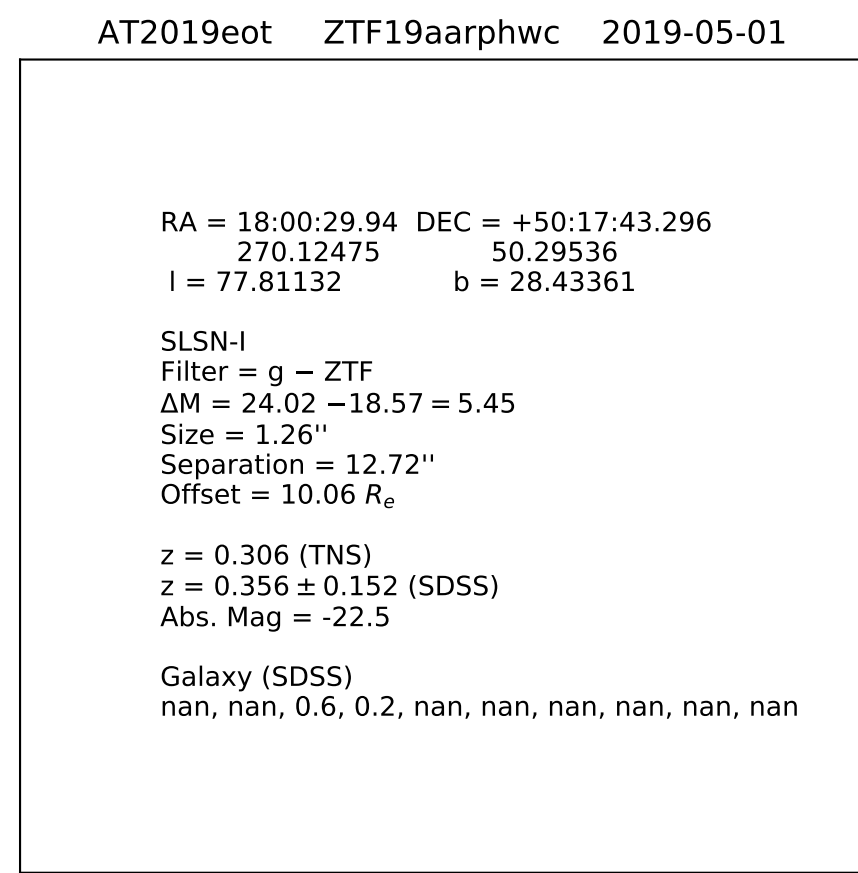 AT2019eot ZTF19aarphwc 2019-05-01
RA = 18:00:29.94 DEC = +50:17:43.296
270.12475 50.29536
l = 77.81132 b = 28.43361
SLSN-I
Filter = g − ZTF
ΔM = 24.02 −18.57 = 5.45
Size = 1.26''
Separation = 12.72''
Offset = 10.06 Rₑ
z = 0.306 (TNS)
z = 0.356 ± 0.152 (SDSS)
Abs. Mag = -22.5
Galaxy (SDSS)
nan, nan, 0.6, 0.2, nan, nan, nan, nan, nan, nan